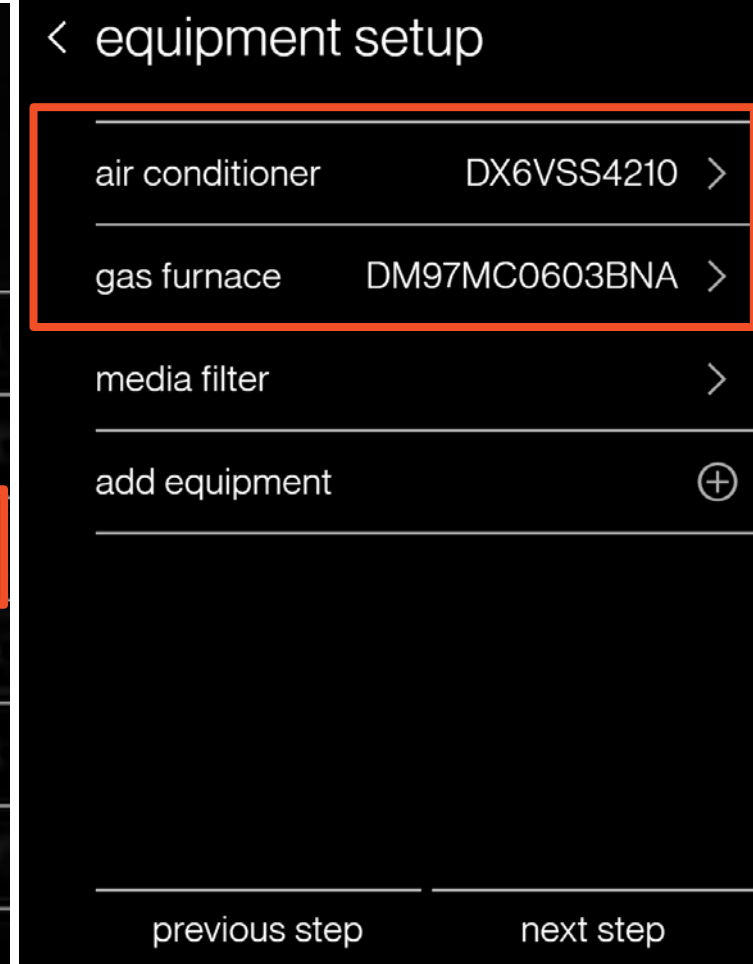 equipment setup
air conditioner DX6VSS4210
gas furnace DM97MC0603BNA
media filter
add equipment
previous step next step